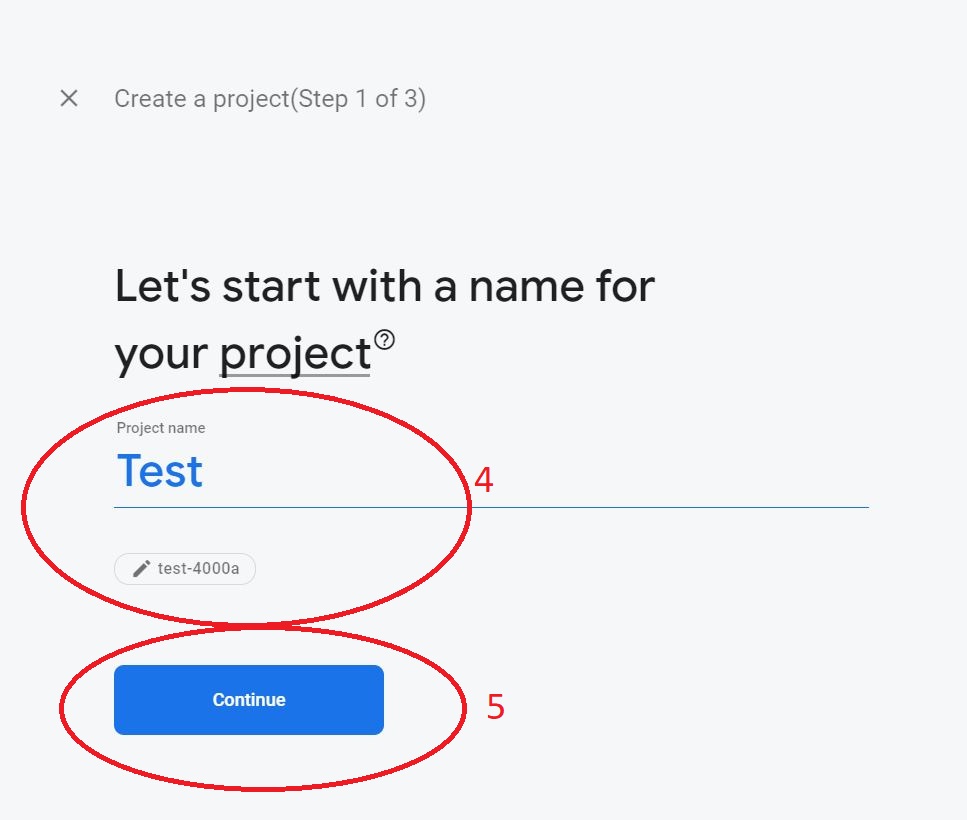 Create a project(Step 1 of 3)
Let's start with a name for
your project
Project name
Test
4
test-4000a
Continue
5